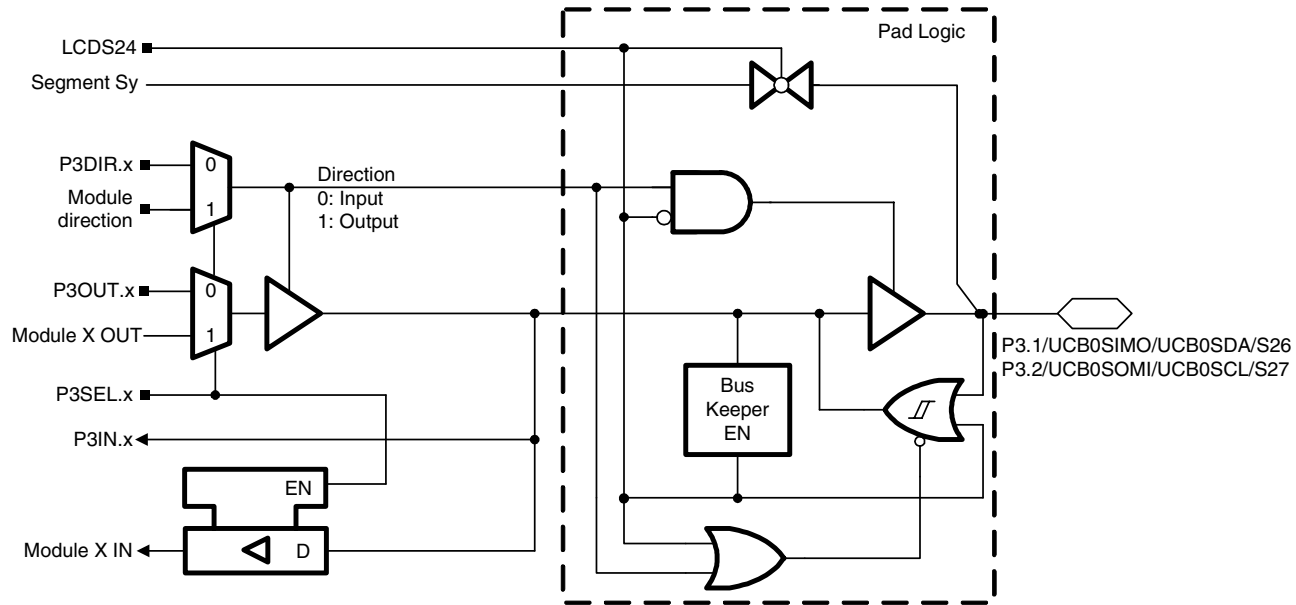 Pad Logic
LCDS24
Segment Sy
P3DIR.x
0
Module
direction
1
Direction
0: Input
1: Output
P3OUT.x
0
Module X OUT
1
P3.1/UCB0SIMO/UCB0SDA/S26
P3.2/UCB0SOMI/UCB0SCL/S27
P3SEL.x
P3IN.x
Bus
Keeper
EN
EN
Module X IN
D